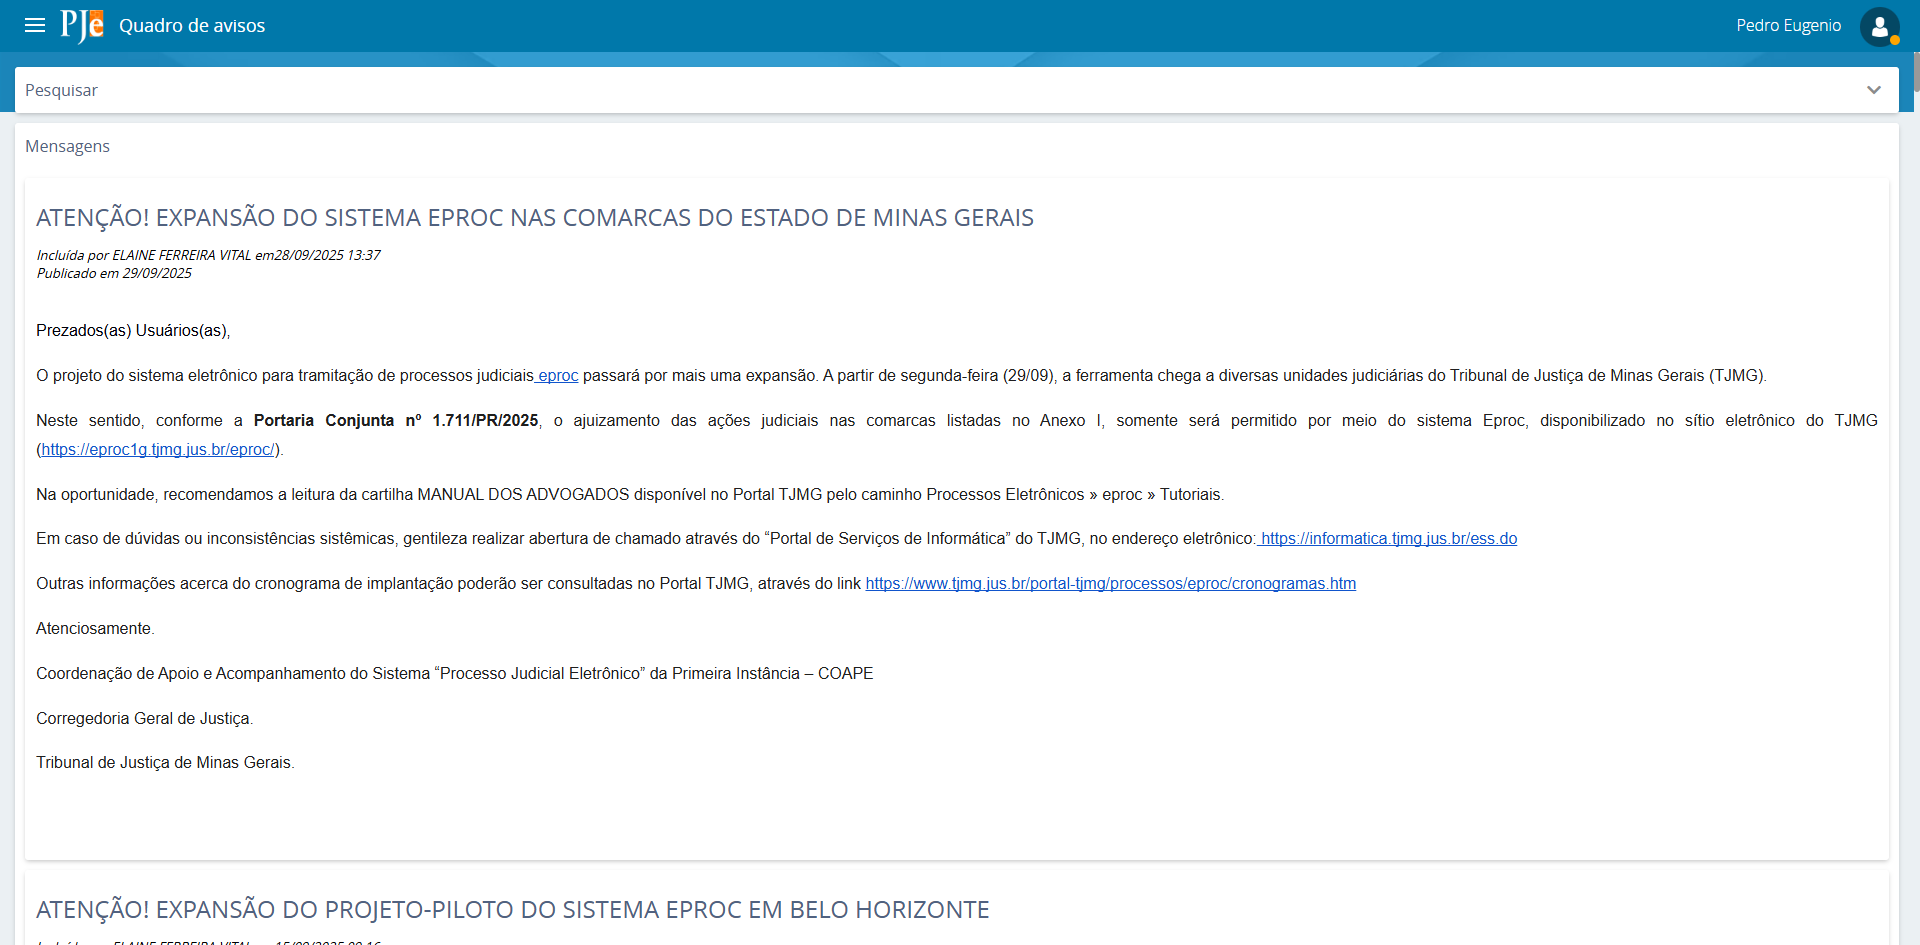 PJe Quadro de avisos
Pedro Eugenio
Pesquisar
Mensagens
ATENÇÃO! EXPANSÃO DO SISTEMA EPROC NAS COMARCAS DO ESTADO DE MINAS GERAIS
Incluída por ELAINE FERREIRA VITAL em28/09/2025 13:37
Publicado em 29/09/2025
Prezados(as) Usuários(as),
O projeto do sistema eletrônico para tramitação de processos judiciais eproc passará por mais uma expansão. A partir de segunda-feira (29/09), a ferramenta chega a diversas unidades judiciárias do Tribunal de Justiça de Minas Gerais (TJMG).
Neste sentido, conforme a Portaria Conjunta nº 1.711/PR/2025, o ajuizamento das ações judiciais nas comarcas listadas no Anexo I, somente será permitido por meio do sistema Eproc, disponibilizado no sítio eletrônico do TJMG
(https://eproc1g.tjmg.jus.br/eproc/).
Na oportunidade, recomendamos a leitura da cartilha MANUAL DOS ADVOGADOS disponível no Portal TJMG pelo caminho Processos Eletrônicos » eproc » Tutoriais.
Em caso de dúvidas ou inconsistências sistêmicas, gentileza realizar abertura de chamado através do “Portal de Serviços de Informática” do TJMG, no endereço eletrônico: https://informatica.tjmg.jus.br/ess.do
Outras informações acerca do cronograma de implantação poderão ser consultadas no Portal TJMG, através do link https://www.tjmg.jus.br/portal-tjmg/processos/eproc/cronogramas.htm
Atenciosamente.
Coordenação de Apoio e Acompanhamento do Sistema “Processo Judicial Eletrônico” da Primeira Instância – COAPE
Corregedoria Geral de Justiça.
Tribunal de Justiça de Minas Gerais.
ATENÇÃO! EXPANSÃO DO PROJETO-PILOTO DO SISTEMA EPROC EM BELO HORIZONTE